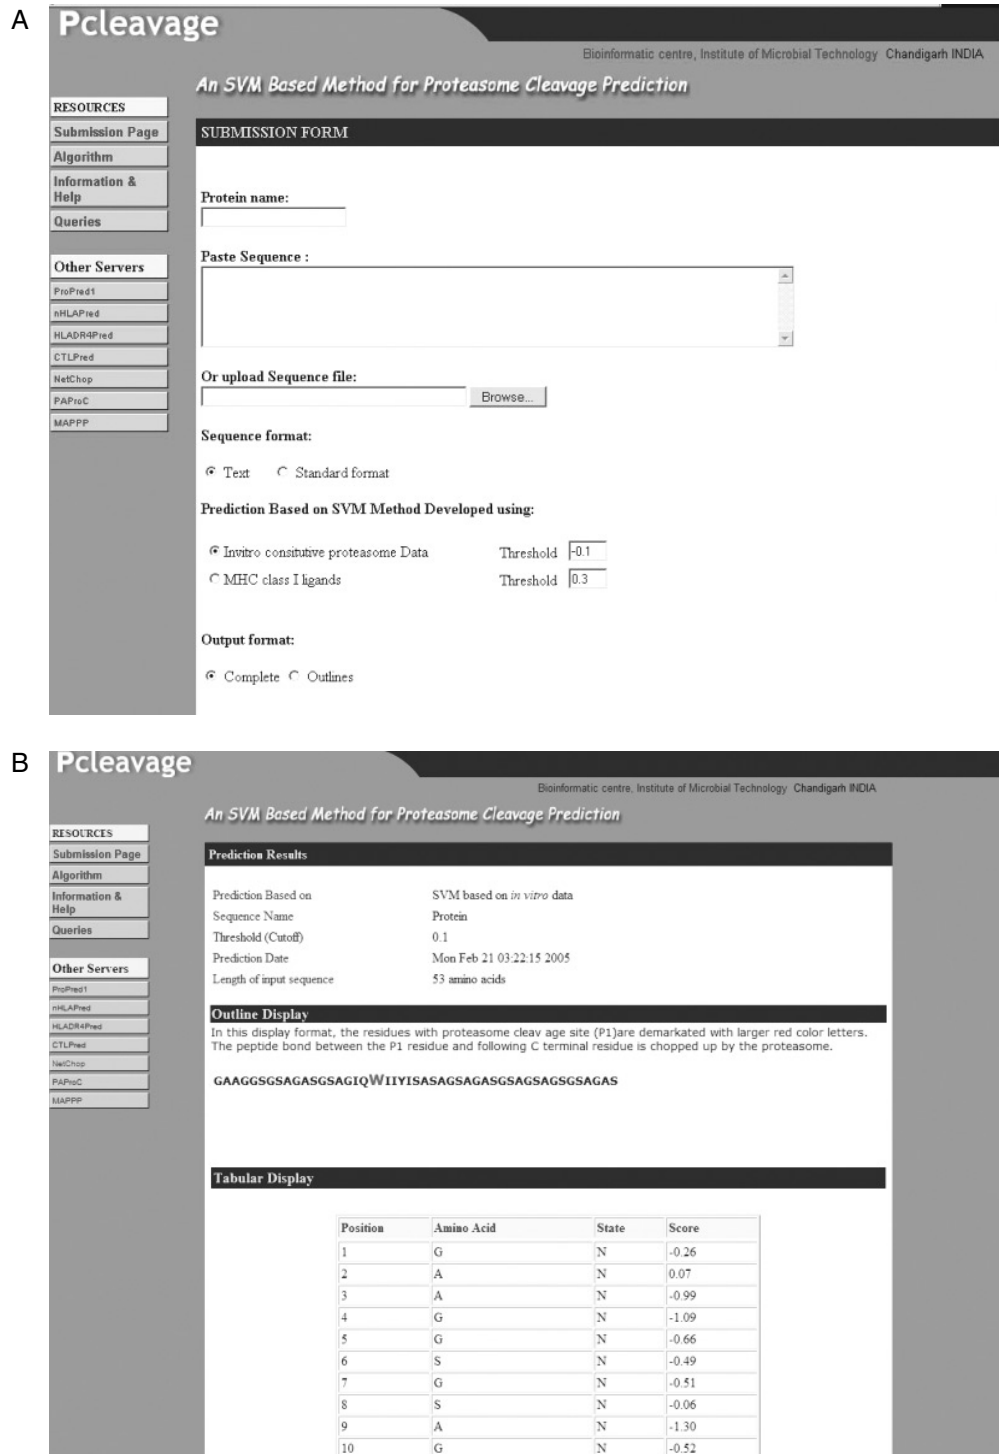 A
Pcleavage
Bioinformatic centre, Institute of Microbial Technology Chandigarh INDIA
An SVM Based Method for Proteasome Cleavage Prediction
RESOURCES
Submission Page
Algorithm
Information &
Help
Queries
Other Servers
ProPred1
nHLAPred
HLADR4Pred
CTLPred
NetChop
PAProC
MAPPP
SUBMISSION FORM
Protein name:
Paste Sequence :
Or upload Sequence file:
Browse...
Sequence format:
Text Standard format
Prediction Based on SVM Method Developed using:
Invitro consitutive proteasome Data Threshold -0.1
MHC class I ligands Threshold 0.3
Output format:
Complete Outlines
B
Pcleavage
Bioinformatic centre, Institute of Microbial Technology Chandigarh INDIA
An SVM Based Method for Proteasome Cleavage Prediction
RESOURCES
Submission Page
Algorithm
Information &
Help
Queries
Other Servers
ProPred1
nHLAPred
HLADR4Pred
CTLPred
NetChop
PAProC
MAPPP
Prediction Results
Prediction Based on SVM based on in vitro data
Sequence Name Protein
Threshold (Cutoff) 0.1
Prediction Date Mon Feb 21 03:22:15 2005
Length of input sequence 53 amino acids
Outline Display
In this display format, the residues with proteasome cleav age site (P1)are demarkated with larger red color letters.
The peptide bond between the P1 residue and following C terminal residue is chopped up by the proteasome.
GAAGGSGSAGASGSAGIQWIIYISASAGSAGASGSAGSAGSGSAGAS
Tabular Display
Position Amino Acid State Score
1 G N -0.26
2 A N 0.07
3 A N -0.99
4 G N -1.09
5 G N -0.66
6 S N -0.49
7 G N -0.51
8 S N -0.06
9 A N -1.30
10 G N -0.52